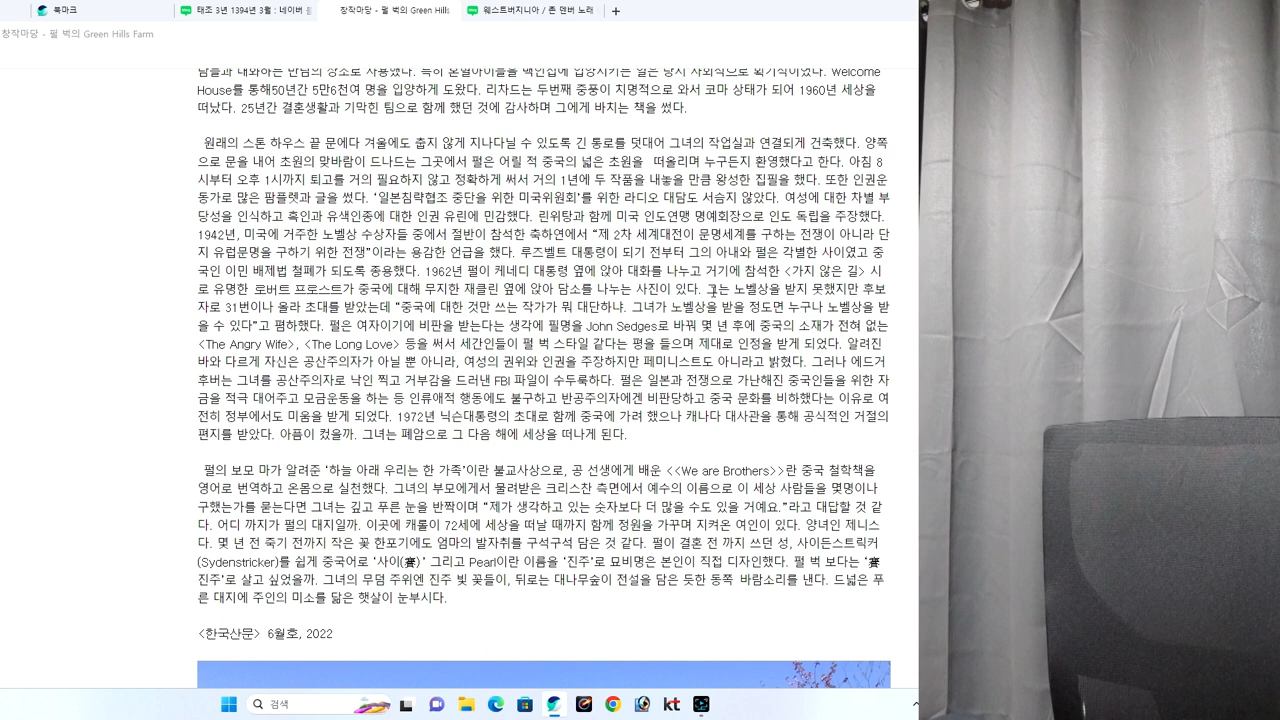 북마크
태조 3년 1394년 3월 : 네이버 블
창작마당 - 펄 벅의 Green Hills
웨스트버지니아 / 존 덴버 노래
창작마당 - 펄 벅의 Green Hills Farm
남들과 대화하는 만남의 장소로 사용했다. 특히 혼혈아이들을 백인집에 입양시키는 일은 당시 사회적으로 획기적이었다. Welcome
House를 통해50년간 5만6천여 명을 입양하게 도왔다. 리차드는 두번째 중풍이 치명적으로 와서 코마 상태가 되어 1960년 세상을
떠났다. 25년간 결혼생활과 기막힌 팀으로 함께 했던 것에 감사하며 그에게 바치는 책을 썼다.
원래의 스톤 하우스 끝 문에다 겨울에도 춥지 않게 지나다닐 수 있도록 긴 통로를 덧대어 그녀의 작업실과 연결되게 건축했다. 양쪽
으로 문을 내어 초원의 맞바람이 드나드는 그곳에서 펄은 어릴 적 중국의 넓은 초원을 떠올리며 누구든지 환영했다고 한다. 아침 8
시부터 오후 1시까지 퇴고를 거의 필요하지 않고 정확하게 써서 거의 1년에 두 작품을 내놓을 만큼 왕성한 집필을 했다. 또한 인권운
동가로 많은 팜플렛과 글을 썼다. ‘일본침략협조 중단을 위한 미국위원회’를 위한 라디오 대담도 서슴지 않았다. 여성에 대한 차별 부
당성을 인식하고 흑인과 유색인종에 대한 인권 유린에 민감했다. 린위탕과 함께 미국 인도연맹 명예회장으로 인도 독립을 주장했다.
1942년, 미국에 거주한 노벨상 수상자들 중에서 절반이 참석한 축하연에서 “제 2차 세계대전이 문명세계를 구하는 전쟁이 아니라 단
지 유럽문명을 구하기 위한 전쟁”이라는 용감한 언급을 했다. 루즈벨트 대통령이 되기 전부터 그의 아내와 펄은 각별한 사이였고 중
국인 이민 배제법 철폐가 되도록 종용했다. 1962년 펄이 케네디 대통령 옆에 앉아 대화를 나누고 거기에 참석한 <가지 않은 길> 시
로 유명한 로버트 프로스트가 중국에 대해 무지한 재클린 옆에 앉아 담소를 나누는 사진이 있다. 그는 노벨상을 받지 못했지만 후보
자로 31번이나 올라 초대를 받았는데 “중국에 대한 것만 쓰는 작가가 뭐 대단하냐. 그녀가 노벨상을 받을 정도면 누구나 노벨상을 받
을 수 있다”고 폄하했다. 펄은 여자이기에 비판을 받는다는 생각에 필명을 John Sedges로 바꿔 몇 년 후에 중국의 소재가 전혀 없는
<The Angry Wife>, <The Long Love> 등을 써서 세간인들이 펄 벅 스타일 같다는 평을 들으며 제대로 인정을 받게 되었다. 알려진
바와 다르게 자신은 공산주의자가 아닐 뿐 아니라, 여성의 권위와 인권을 주장하지만 페미니스트도 아니라고 밝혔다. 그러나 에드거
후버는 그녀를 공산주의자로 낙인 찍고 거부감을 드러낸 FBI 파일이 수두룩하다. 펄은 일본과 전쟁으로 가난해진 중국인들을 위한 자
금을 적극 대어주고 모금운동을 하는 등 인류애적 행동에도 불구하고 반공주의자에겐 비판당하고 중국 문화를 비하했다는 이유로 여
전히 정부에서도 미움을 받게 되었다. 1972년 닉슨대통령의 초대로 함께 중국에 가려 했으나 캐나다 대사관을 통해 공식적인 거절의
편지를 받았다. 아픔이 컸을까. 그녀는 폐암으로 그 다음 해에 세상을 떠나게 된다.
펄의 보모 마가 알려준 ‘하늘 아래 우리는 한 가족’이란 불교사상으로, 공 선생에게 배운 <<We are Brothers>>란 중국 철학책을
영어로 번역하고 온몸으로 실천했다. 그녀의 부모에게서 물려받은 크리스찬 측면에서 예수의 이름으로 이 세상 사람들을 몇명이나
구했는가를 묻는다면 그녀는 깊고 푸른 눈을 반짝이며 “제가 생각하고 있는 숫자보다 더 많을 수도 있을 거예요.”라고 대답할 것 같
다. 어디 까지가 펄의 대지일까. 이곳에 캐롤이 72세에 세상을 떠날 때까지 함께 정원을 가꾸며 지켜온 여인이 있다. 양녀인 제니스
다. 몇 년 전 죽기 전까지 작은 꽃 한포기에도 엄마의 발자취를 구석구석 담은 것 같다. 펄이 결혼 전 까지 쓰던 성, 사이든스트릭커
(Sydenstricker)를 쉽게 중국어로 ‘사이(賽)’ 그리고 Pearl이란 이름을 ‘진주’로 묘비명은 본인이 직접 디자인했다. 펄 벅 보다는 ‘賽
진주’로 살고 싶었을까. 그녀의 무덤 주위엔 진주 빛 꽃들이, 뒤로는 대나무숲이 전설을 담은 듯한 동쪽 바람소리를 낸다. 드넓은 푸
른 대지에 주인의 미소를 닮은 햇살이 눈부시다.
<한국산문> 6월호, 2022
검색
kt